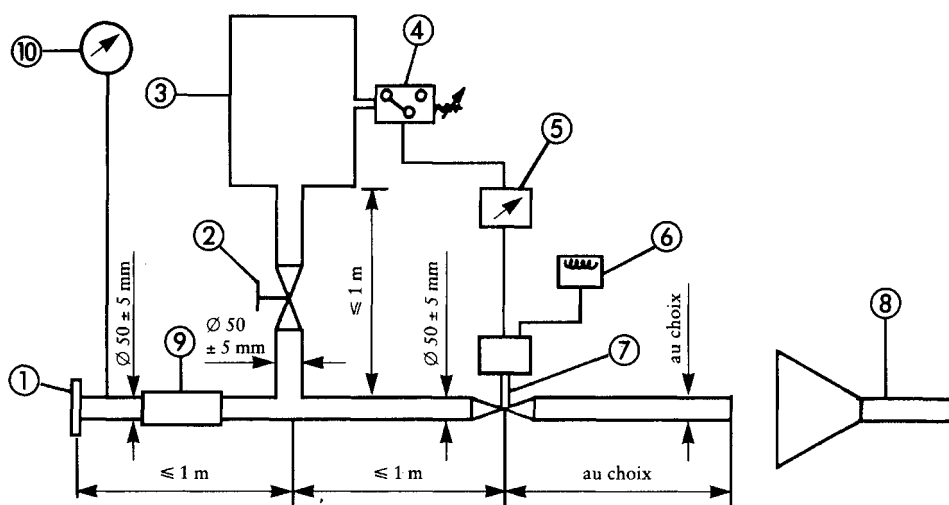 10
4
3
5
2
6
≤ 1 m
Ø 50 ± 5 mm
Ø 50
± 5 mm
Ø 50 ± 5 mm
au choix
8
9
7
1
≤ 1 m
≤ 1 m
au choix